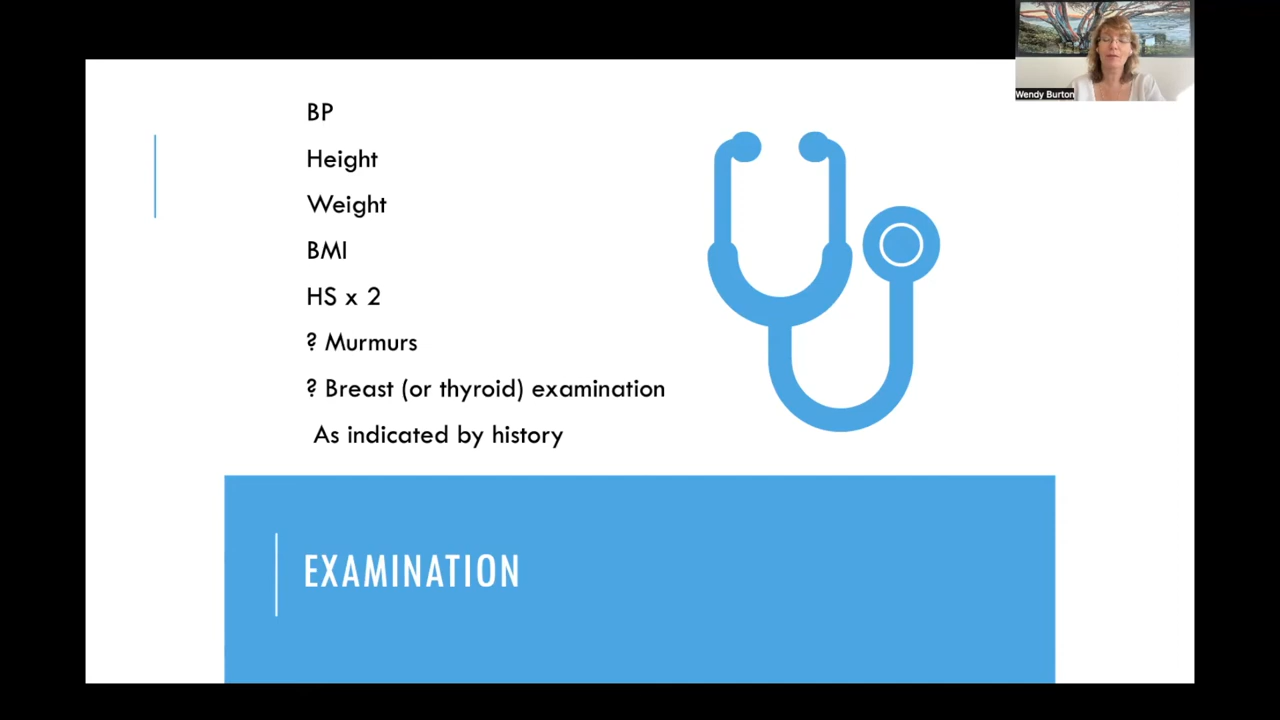 BP
Height
Weight
BMI
HS x 2
? Murmurs
? Breast (or thyroid) examination
As indicated by history
EXAMINATION
Wendy Burton